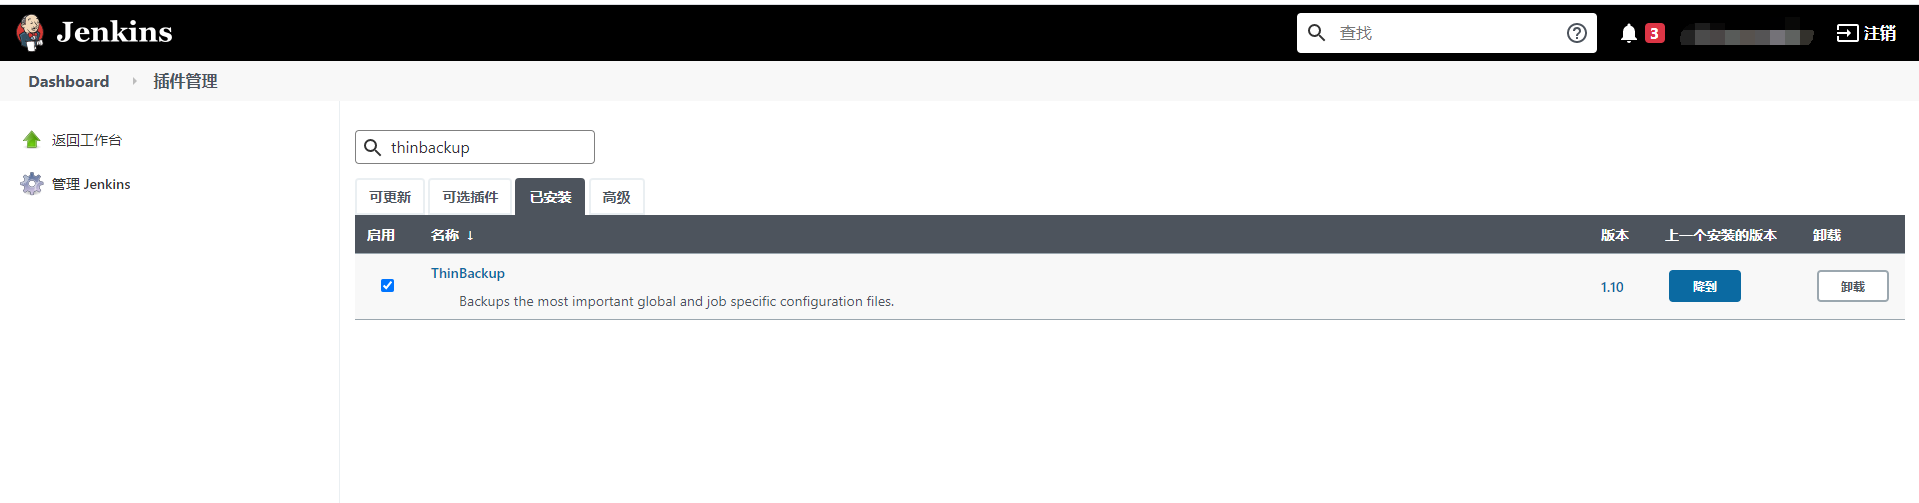 Jenkins
查找
3
注销
Dashboard
插件管理
返回工作台
管理 Jenkins
thinbackup
可更新
可选插件
已安装
高级
启用 名称 ↓ 版本 上一个安装的版本 卸载
ThinBackup
Backups the most important global and job specific configuration files.
1.10
降到
卸载